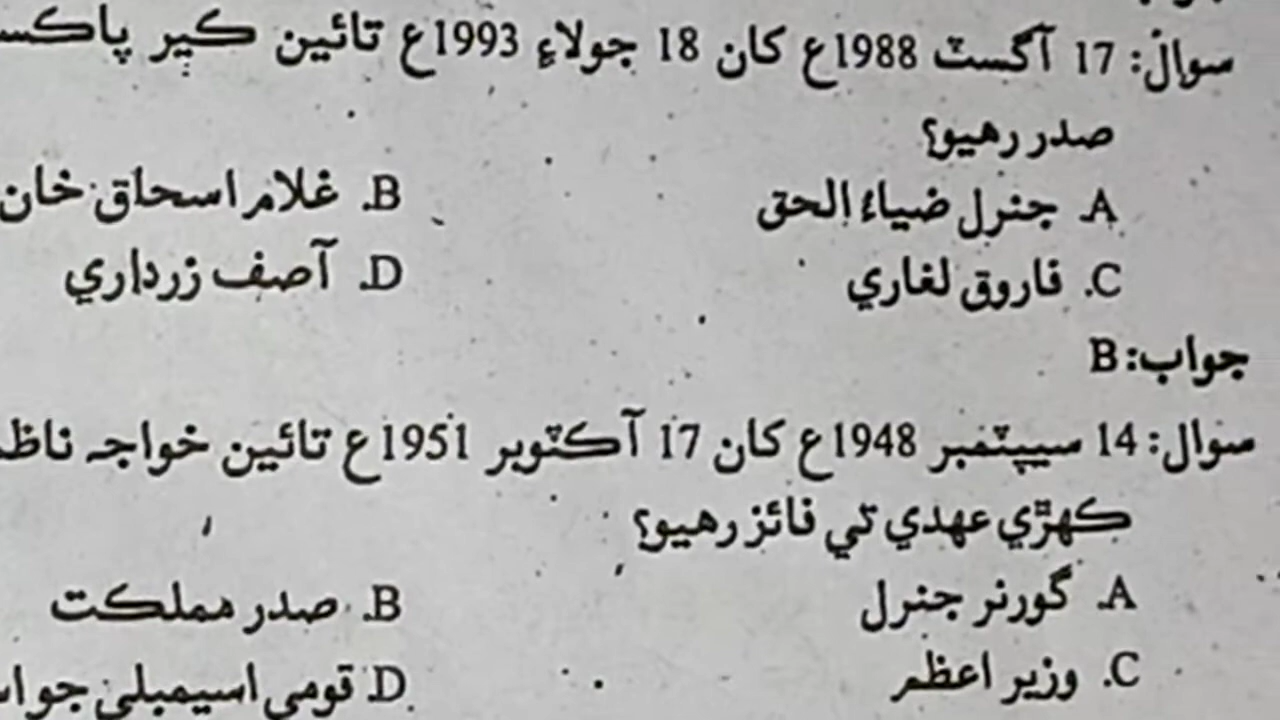 سوال: 17 آگسٽ 1988ع کان 18 جولاءِ 1993ع تائين ڪير
صدر رهيو؟
A. جنرل ضياءُ الحق
B. غلام اسحاق خان
C. فاروق لغاري
D. آصف زرداري
جواب: B
سوال: 14 سيپٽمبر 1948ع کان 17 آڪٽوبر 1951ع تائين خواجه
ڪهڙي عهدي تي فائز رهيو؟
A. گورنر جنرل
B. صدر مملڪت
C. وزير اعظم
D. قومي اسيمبلي جو